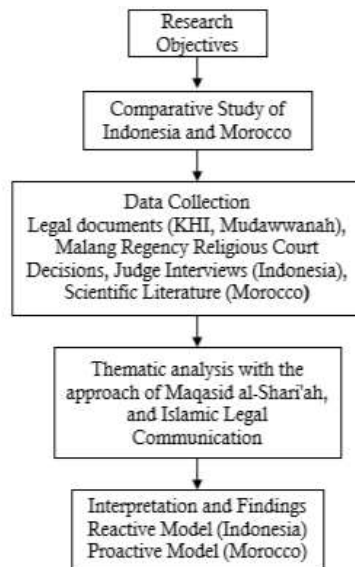 Research
Objectives
Comparative Study of
Indonesia and Morocco
Data Collection
Legal documents (KHI, Mudawwanah),
Malang Regency Religious Court
Decisions, Judge Interviews (Indonesia),
Scientific Literature (Morocco)
Thematic analysis with the
approach of Maqasid al-Shari'ah,
and Islamic Legal
Communication
Interpretation and Findings
Reactive Model (Indonesia)
Proactive Model (Morocco)